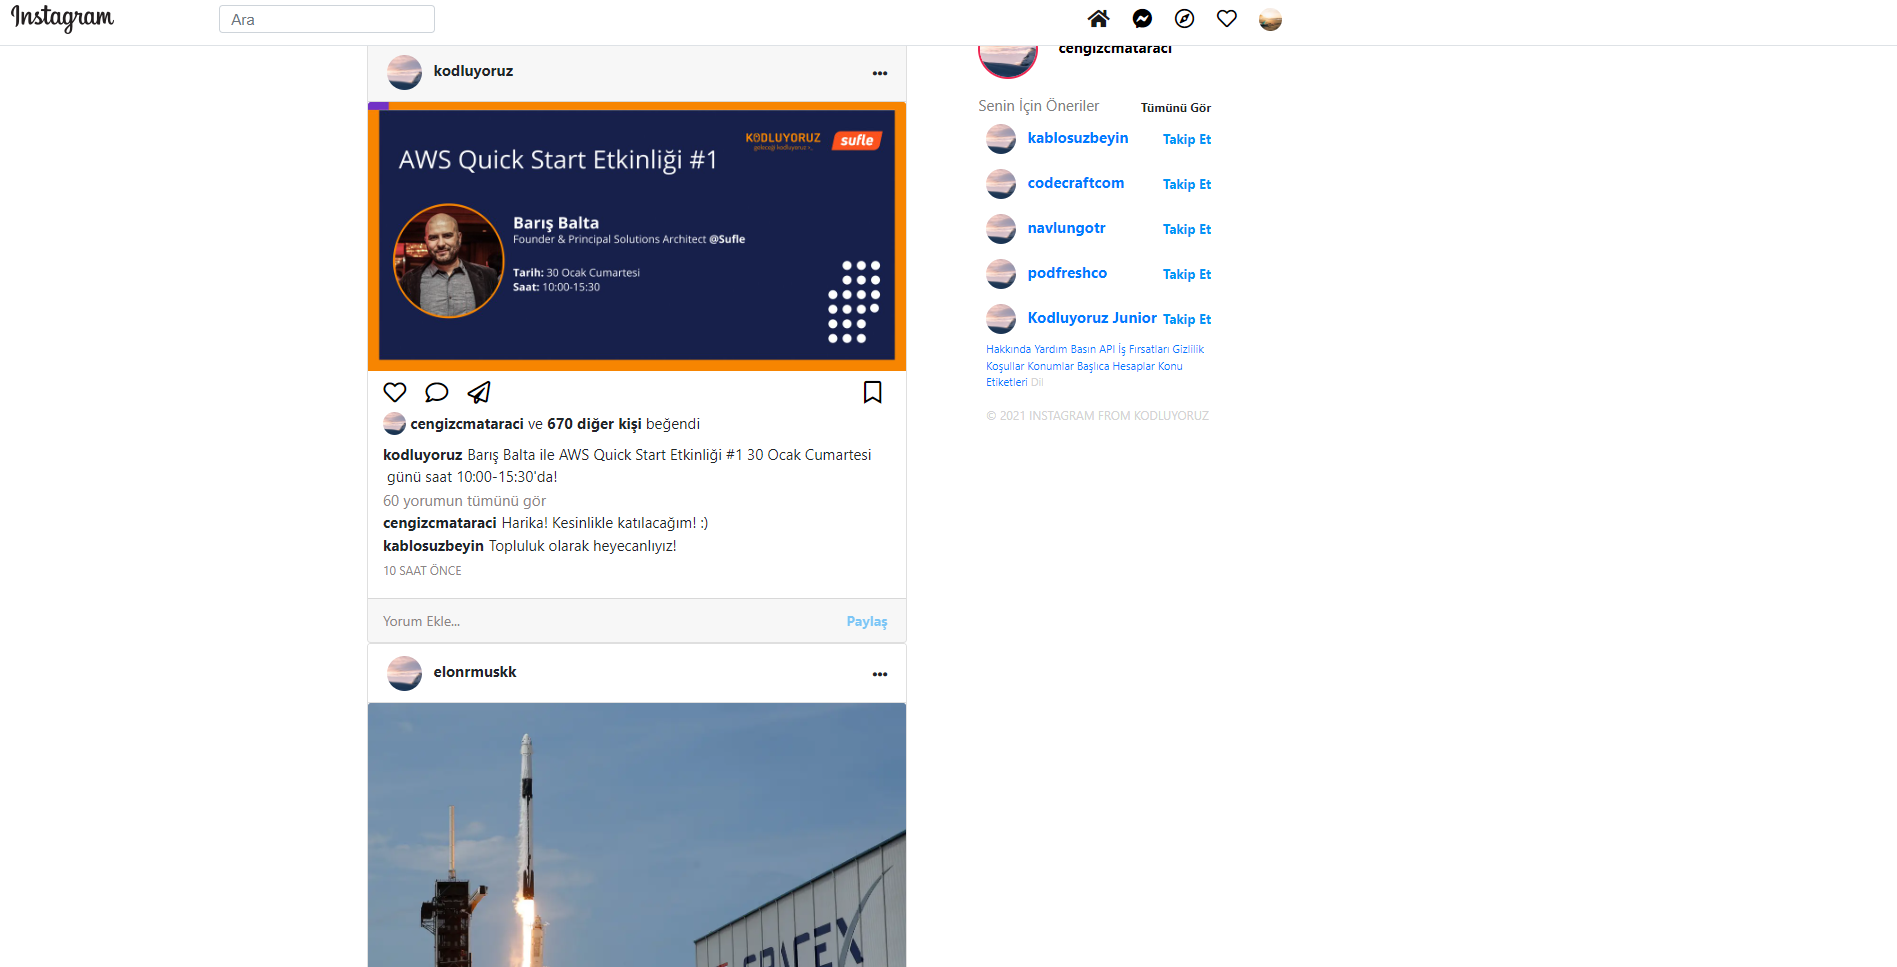 Instagram
Ara
kodluyoruz
KODLUYORUZ
geleceği kodluyoruz >_
sufle
AWS Quick Start Etkinliği #1
Barış Balta
Founder & Principal Solutions Architect @Sufle
Tarih: 30 Ocak Cumartesi
Saat: 10:00-15:30
cengizcmataraci ve 670 diğer kişi beğendi
kodluyoruz Barış Balta ile AWS Quick Start Etkinliği #1 30 Ocak Cumartesi
günü saat 10:00-15:30'da!
60 yorumun tümünü gör
cengizcmataraci Harika! Kesinlikle katılacağım! :)
kablosuzbeyin Topluluk olarak heyecanlıyız!
10 SAAT ÖNCE
Yorum Ekle...
Paylaş
elonrmuskk
SPACEX
cengizcmataraci
Senin İçin Öneriler
Tümünü Gör
kablosuzbeyin Takip Et
codecraftcom Takip Et
navlungotr Takip Et
podfreshco Takip Et
Kodluyoruz Junior Takip Et
Hakkında Yardım Basın API İş Fırsatları Gizlilik
Koşullar Konumlar Başlıca Hesaplar Konu
Etiketleri Dil
© 2021 INSTAGRAM FROM KODLUYORUZ